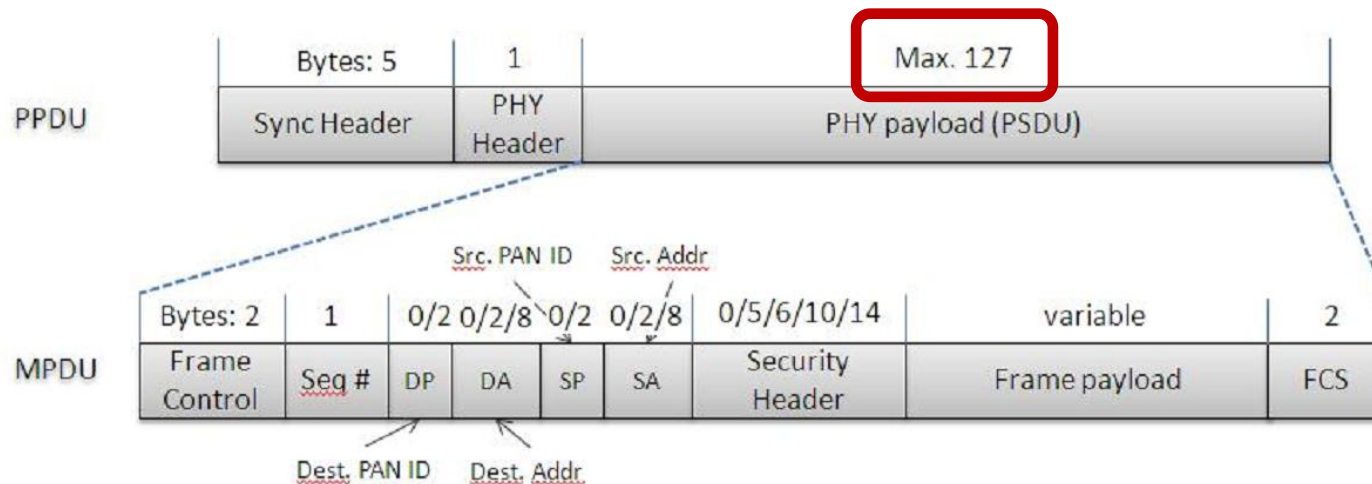 Bytes: 5 1 Max. 127
PPDU Sync Header PHY Header PHY payload (PSDU)
Src. PAN ID Src. Addr
Bytes: 2 1 0/2 0/2/8 0/2 0/2/8 0/5/6/10/14 variable 2
MPDU Frame Control Seq # DP DA SP SA Security Header Frame payload FCS
Dest. PAN ID Dest. Addr